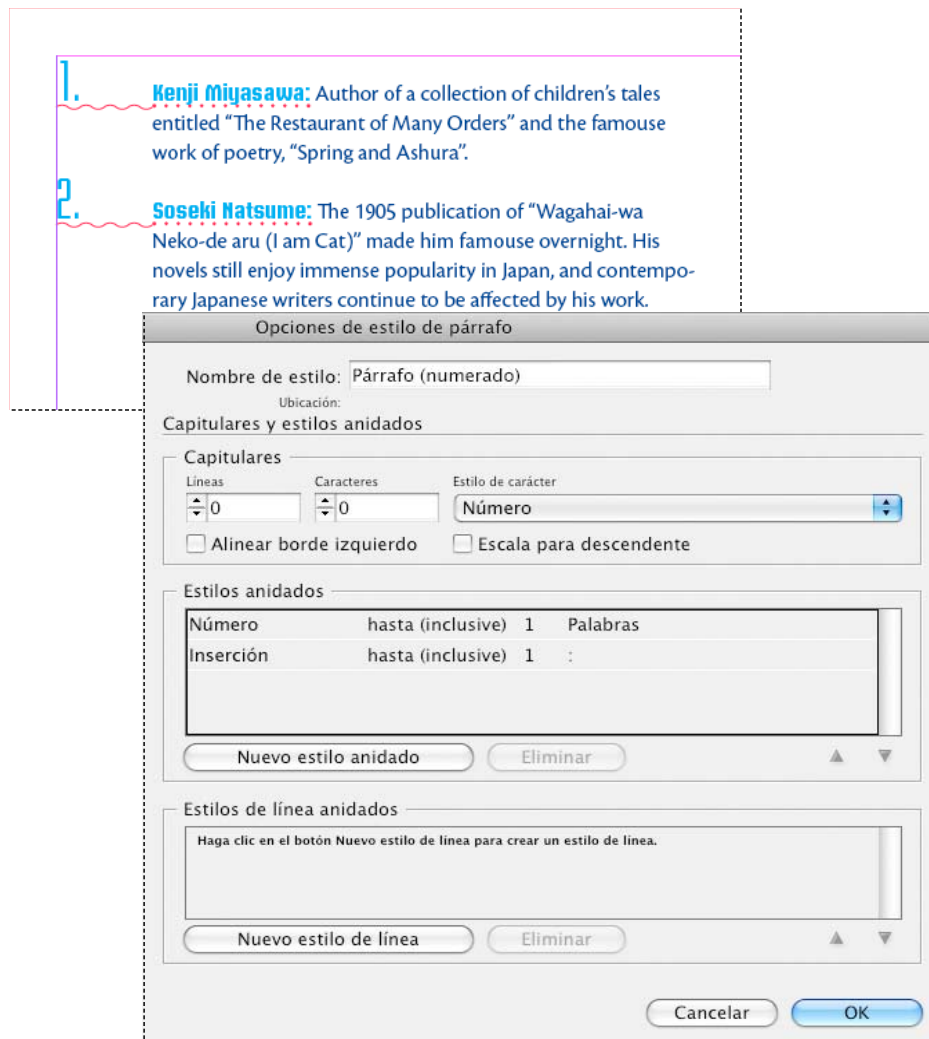 1. Kenji Miyasawa: Author of a collection of children’s tales
entitled “The Restaurant of Many Orders” and the famouse
work of poetry, “Spring and Ashura”.
2. Soseki Natsume: The 1905 publication of “Wagahai-wa
Neko-de aru (I am Cat)” made him famouse overnight. His
novels still enjoy immense popularity in Japan, and contempo-
rary Japanese writers continue to be affected by his work.
Opciones de estilo de párrafo
Nombre de estilo: Párrafo (numerado)
Ubicación:
Capitulares y estilos anidados
Capitulares
Líneas Caracteres Estilo de carácter
0 0 Número
Alinear borde izquierdo Escala para descendente
Estilos anidados
Número hasta (inclusive) 1 Palabras
Inserción hasta (inclusive) 1 :
Nuevo estilo anidado Eliminar
Estilos de línea anidados
Haga clic en el botón Nuevo estilo de línea para crear un estilo de línea.
Nuevo estilo de línea Eliminar
Cancelar OK